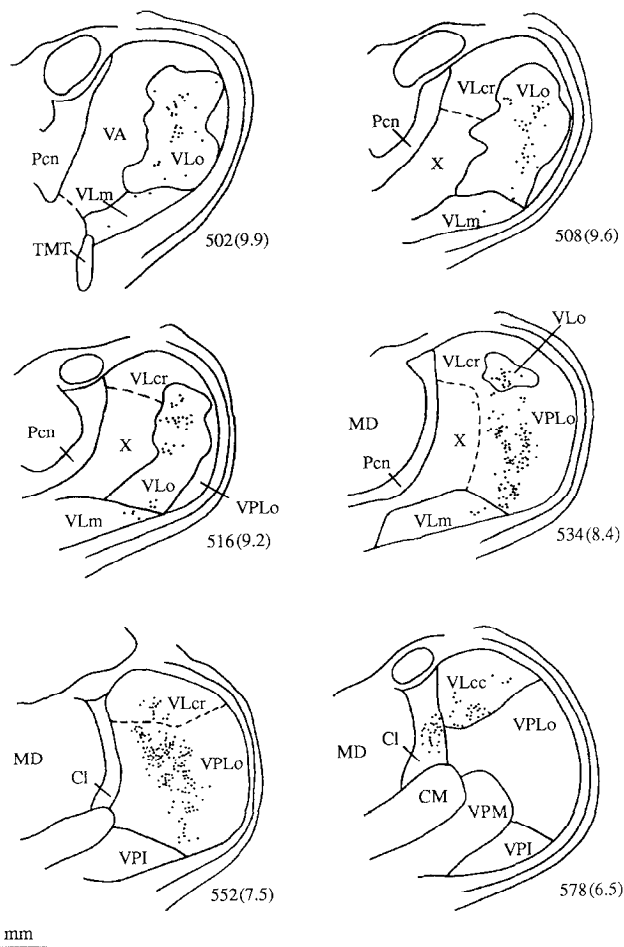 VA
VLo
Pcn
VLm
TMT
502(9.9)
VLcr
VLo
Pcn
X
VLm
508(9.6)
VLcr
Pcn
X
VLo
VPLo
VLm
516(9.2)
VLo
VLcr
MD
VPLo
X
Pcn
VLm
534(8.4)
VLcr
MD
VPLo
Cl
VPI
552(7.5)
VLcc
VPLo
MD
Cl
CM
VPM
VPI
578(6.5)
mm